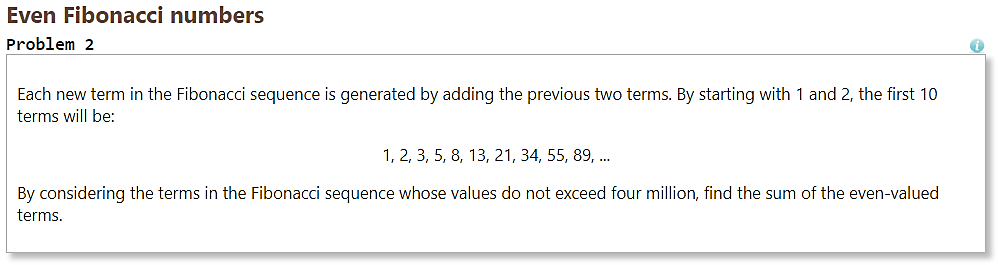 Even Fibonacci numbers
Problem 2
Each new term in the Fibonacci sequence is generated by adding the previous two terms. By starting with 1 and 2, the first 10
terms will be:
1, 2, 3, 5, 8, 13, 21, 34, 55, 89, ...
By considering the terms in the Fibonacci sequence whose values do not exceed four million, find the sum of the even-valued
terms.